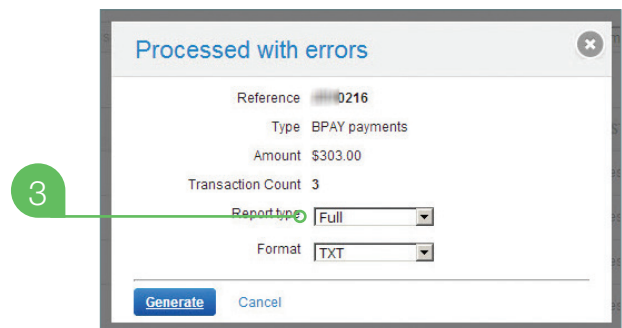 Processed with errors
Reference 0216
Type BPAY payments
Amount $303.00
Transaction Count 3
3
Report type Full
Format TXT
Generate Cancel